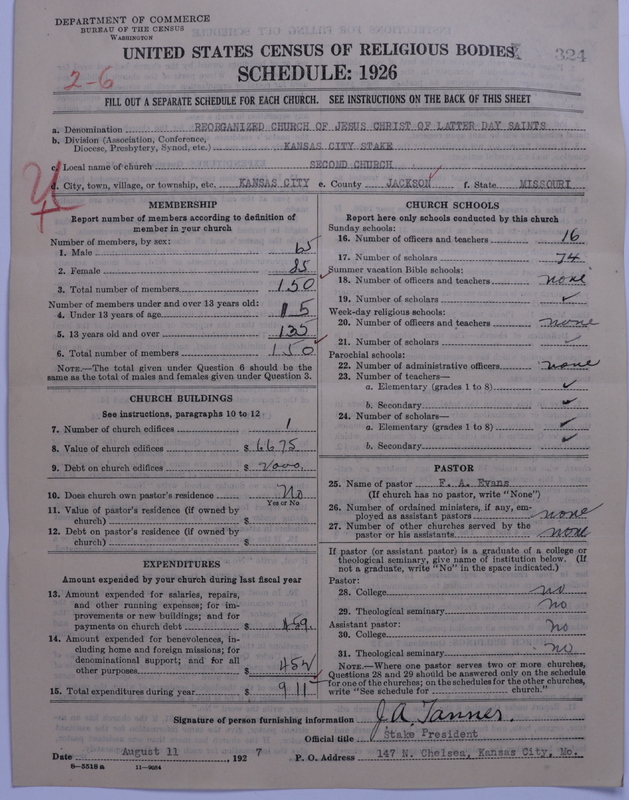 DEPARTMENT OF COMMERCE
BUREAU OF THE CENSUS
WASHINGTON
UNITED STATES CENSUS OF RELIGIOUS BODIES
324
SCHEDULE: 1926
2-6
FILL OUT A SEPARATE SCHEDULE FOR EACH CHURCH. SEE INSTRUCTIONS ON THE BACK OF THIS SHEET
a. Denomination REORGANIZED CHURCH OF JESUS CHRIST OF LATTER DAY SAINTS
b. Division (Association, Conference, Diocese, Presbytery, Synod, etc.) KANSAS CITY STAKE
c. Local name of church SECOND CHURCH
d. City, town, village, or township, etc. KANSAS CITY e. County JACKSON f. State MISSOURI
MEMBERSHIP
Report number of members according to definition of
member in your church
Number of members, by sex:
1. Male 65
2. Female 85
3. Total number of members 150
Number of members under and over 13 years old:
4. Under 13 years of age 15
5. 13 years old and over 135
6. Total number of members 150
NOTE.—The total given under Question 6 should be the
same as the total of males and females given under Question 3.
CHURCH BUILDINGS
See instructions, paragraphs 10 to 12
7. Number of church edifices 1
8. Value of church edifices $ 6675
9. Debt on church edifices $ 2000.
10. Does church own pastor's residence No
Yes or No
11. Value of pastor's residence (if owned by
church) $
12. Debt on pastor's residence (if owned by
church) $
EXPENDITURES
Amount expended by your church during last fiscal year
13. Amount expended for salaries, repairs,
and other running expenses; for im-
provements or new buildings; and for
payments on church debt $ 459.
14. Amount expended for benevolences, in-
cluding home and foreign missions; for
denominational support; and for all
other purposes $ 452
15. Total expenditures during year $ 911
CHURCH SCHOOLS
Report here only schools conducted by this church
Sunday schools:
16. Number of officers and teachers 16
17. Number of scholars 74
Summer vacation Bible schools:
18. Number of officers and teachers none
19. Number of scholars ✓
Week-day religious schools:
20. Number of officers and teachers none
21. Number of scholars ✓
Parochial schools:
22. Number of administrative officers none
23. Number of teachers—
a. Elementary (grades 1 to 8) ✓
b. Secondary ✓
24. Number of scholars—
a. Elementary (grades 1 to 8) ✓
b. Secondary ✓
PASTOR
25. Name of pastor F. A. Evans
(If church has no pastor, write "None")
26. Number of ordained ministers, if any, em-
ployed as assistant pastors none
27. Number of other churches served by the
pastor or his assistants none
If pastor (or assistant pastor) is a graduate of a college or
theological seminary, give name of institution below. (If
not a graduate, write "No" in the space indicated.)
Pastor:
28. College no
29. Theological seminary no
Assistant pastor:
30. College no
31. Theological seminary no
NOTE.—Where one pastor serves two or more churches,
Questions 28 and 29 should be answered only on the schedule
for one of the churches; on the schedules for the other churches,
write "See schedule for church."
Signature of person furnishing information J. A. Tanner.
Official title Stake President
Date August 11, 1927 P. O. Address 147 N. Chelsea, Kansas City, Mo.
8—5518a 11—9054